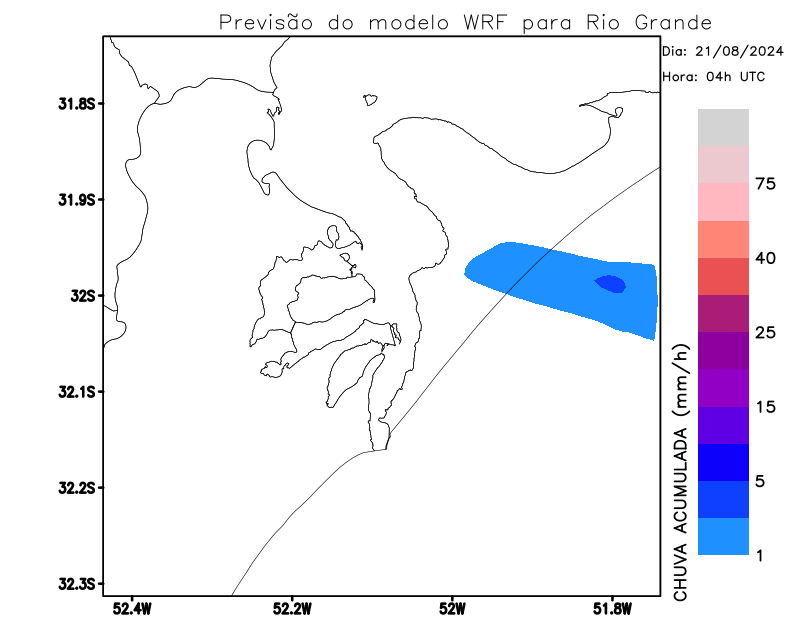 Previsão do modelo WRF para Rio Grande
Dia: 21/08/2024
Hora: 04h UTC
31.8S
31.9S
32S
32.1S
32.2S
32.3S
52.4W
52.2W
52W
51.8W
CHUVA ACUMULADA (mm/h)
75
40
25
15
5
1